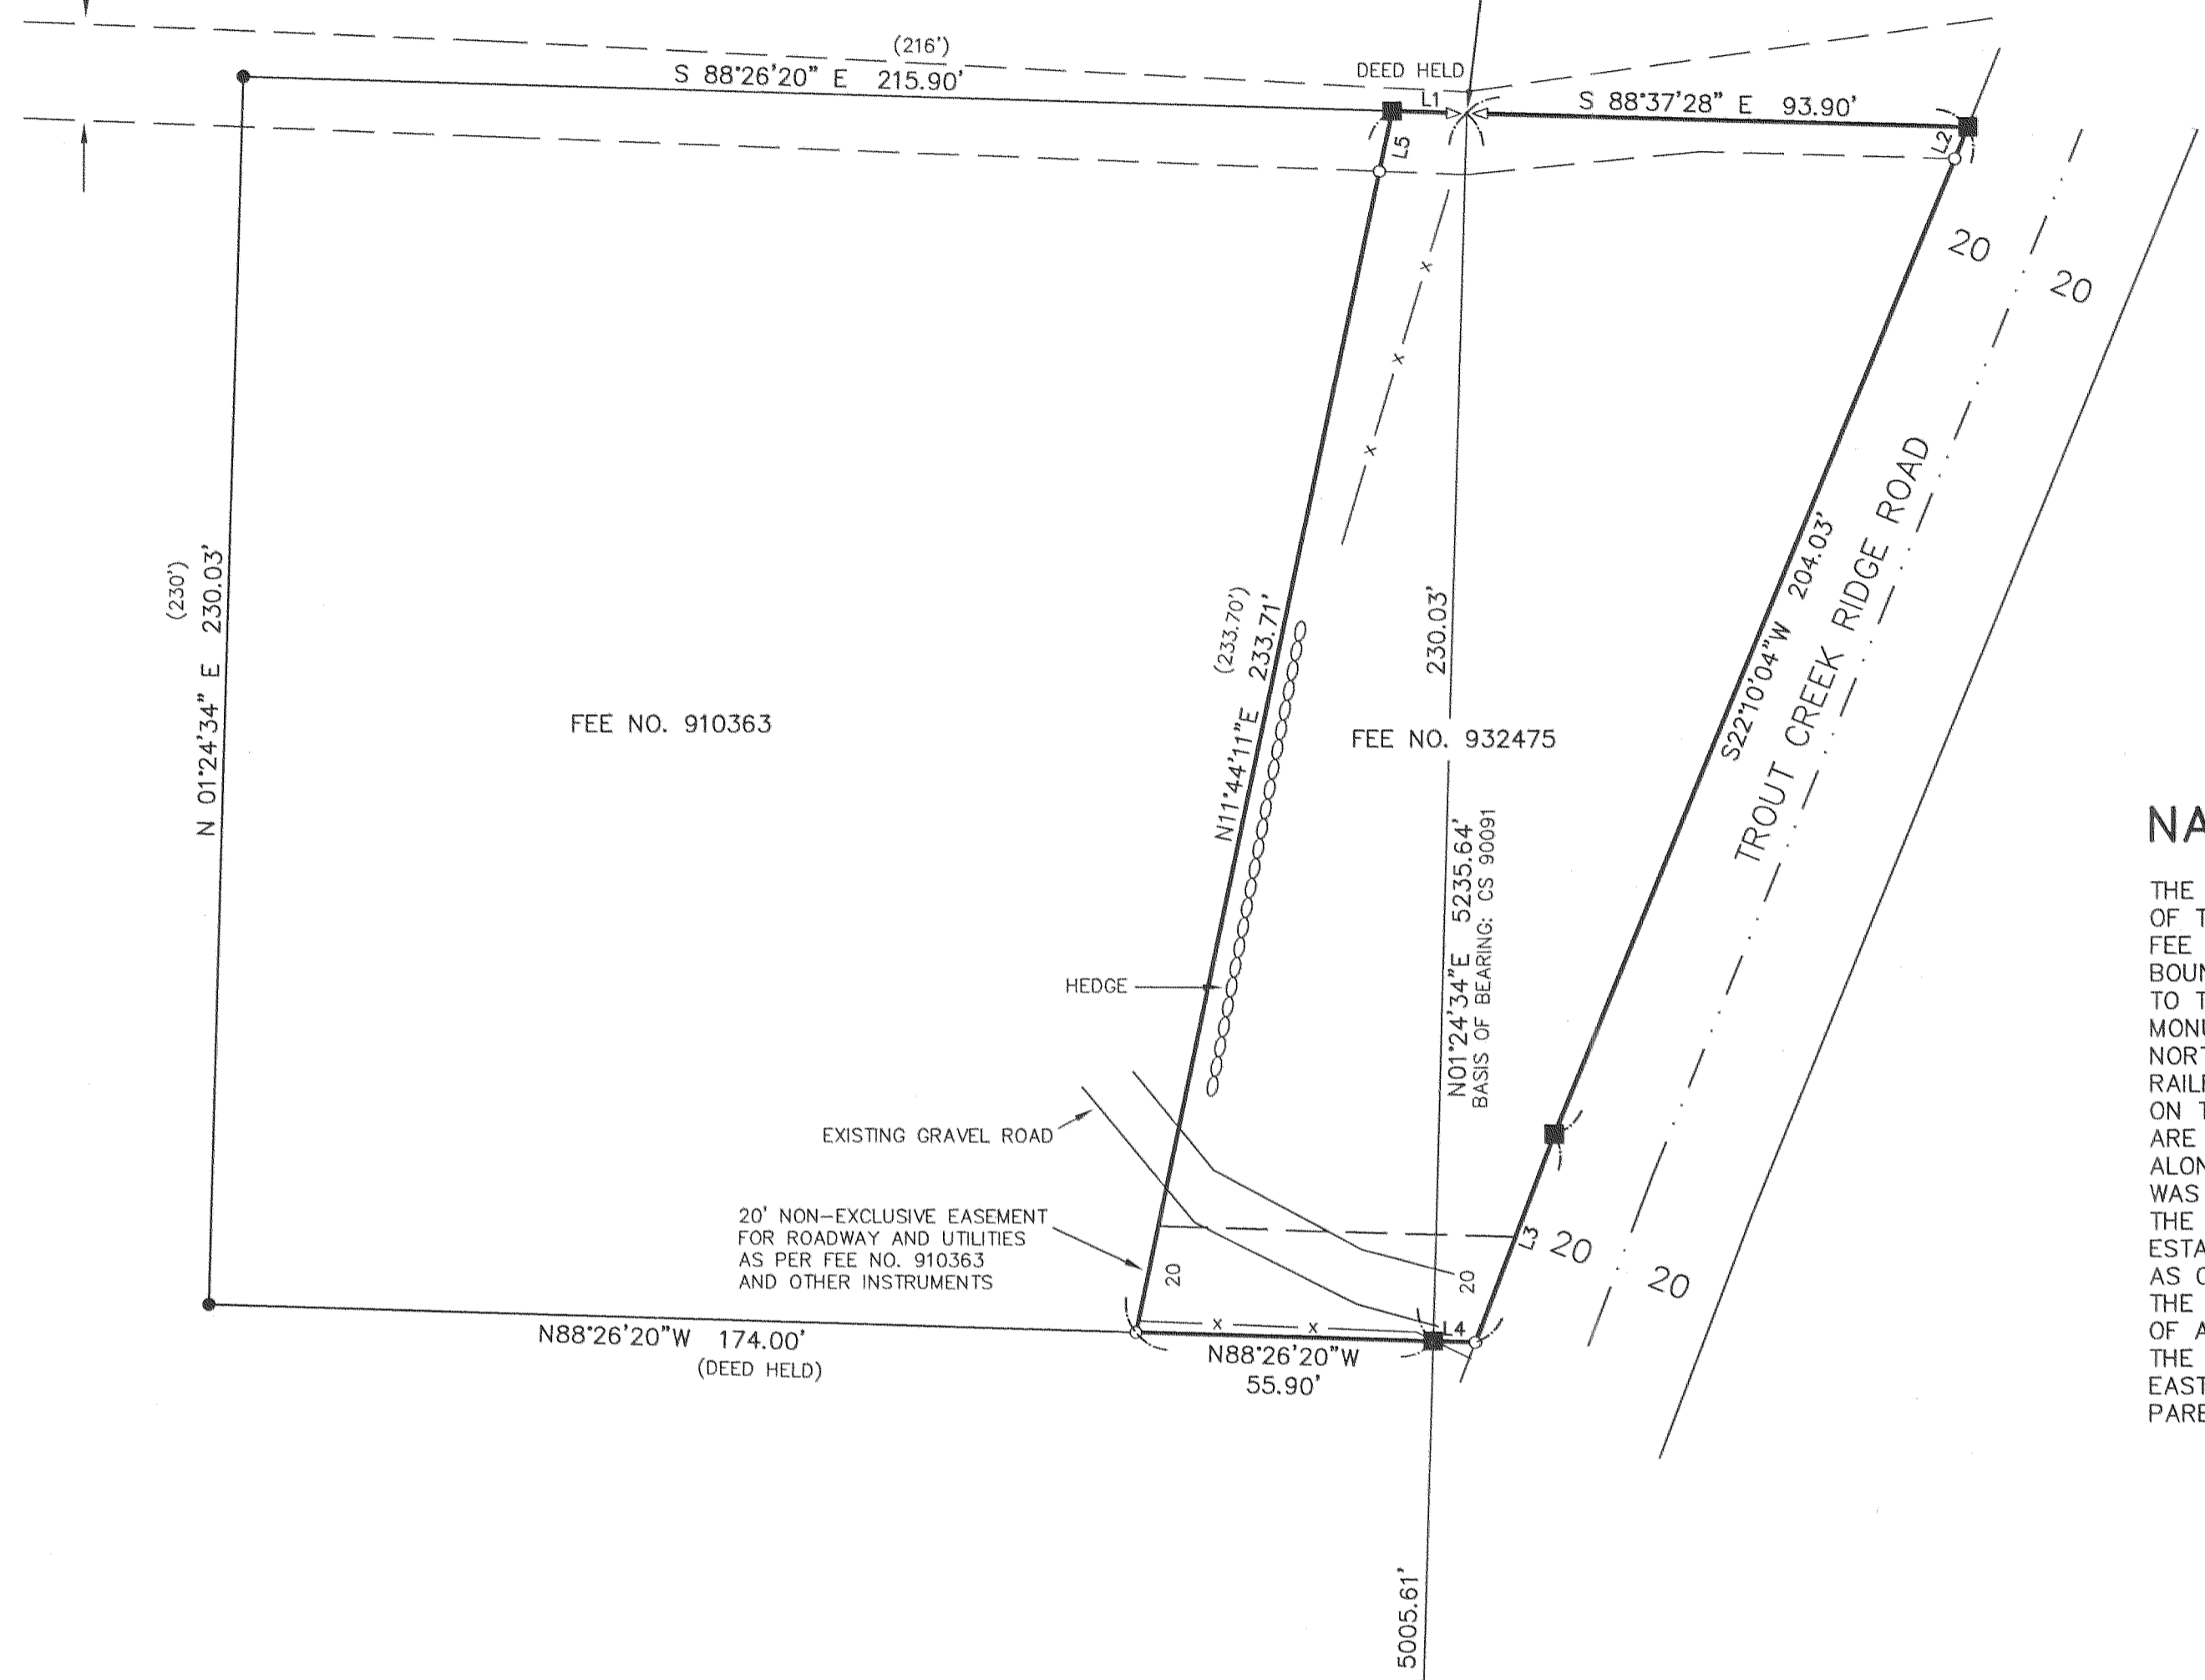 (216')
S 88°26'20" E 215.90'
DEED HELD
L1
S 88°37'28" E 93.90'
L5
L2
20
20
(230')
N 01°24'34" E 230.03'
(233.70')
N11°44'11"E 233.71'
230.03'
S22°10'04"W 204.03'
TROUT CREEK RIDGE ROAD
FEE NO. 910363
FEE NO. 932475
N01°24'34"E 5235.64'
BASIS OF BEARING: CS 90091
HEDGE
EXISTING GRAVEL ROAD
20' NON-EXCLUSIVE EASEMENT
FOR ROADWAY AND UTILITIES
AS PER FEE NO. 910363
AND OTHER INSTRUMENTS
20
20
L3
20
20
L4
N88°26'20"W 174.00'
(DEED HELD)
N88°26'20"W
55.90'
5005.61'
x
x
x
x
x
NA
THE
OF T
FEE
BOUN
TO T
MONU
NORT
RAILR
ON T
ARE
ALON
WAS
THE
ESTA
AS C
THE
OF A
THE
EAST
PARE